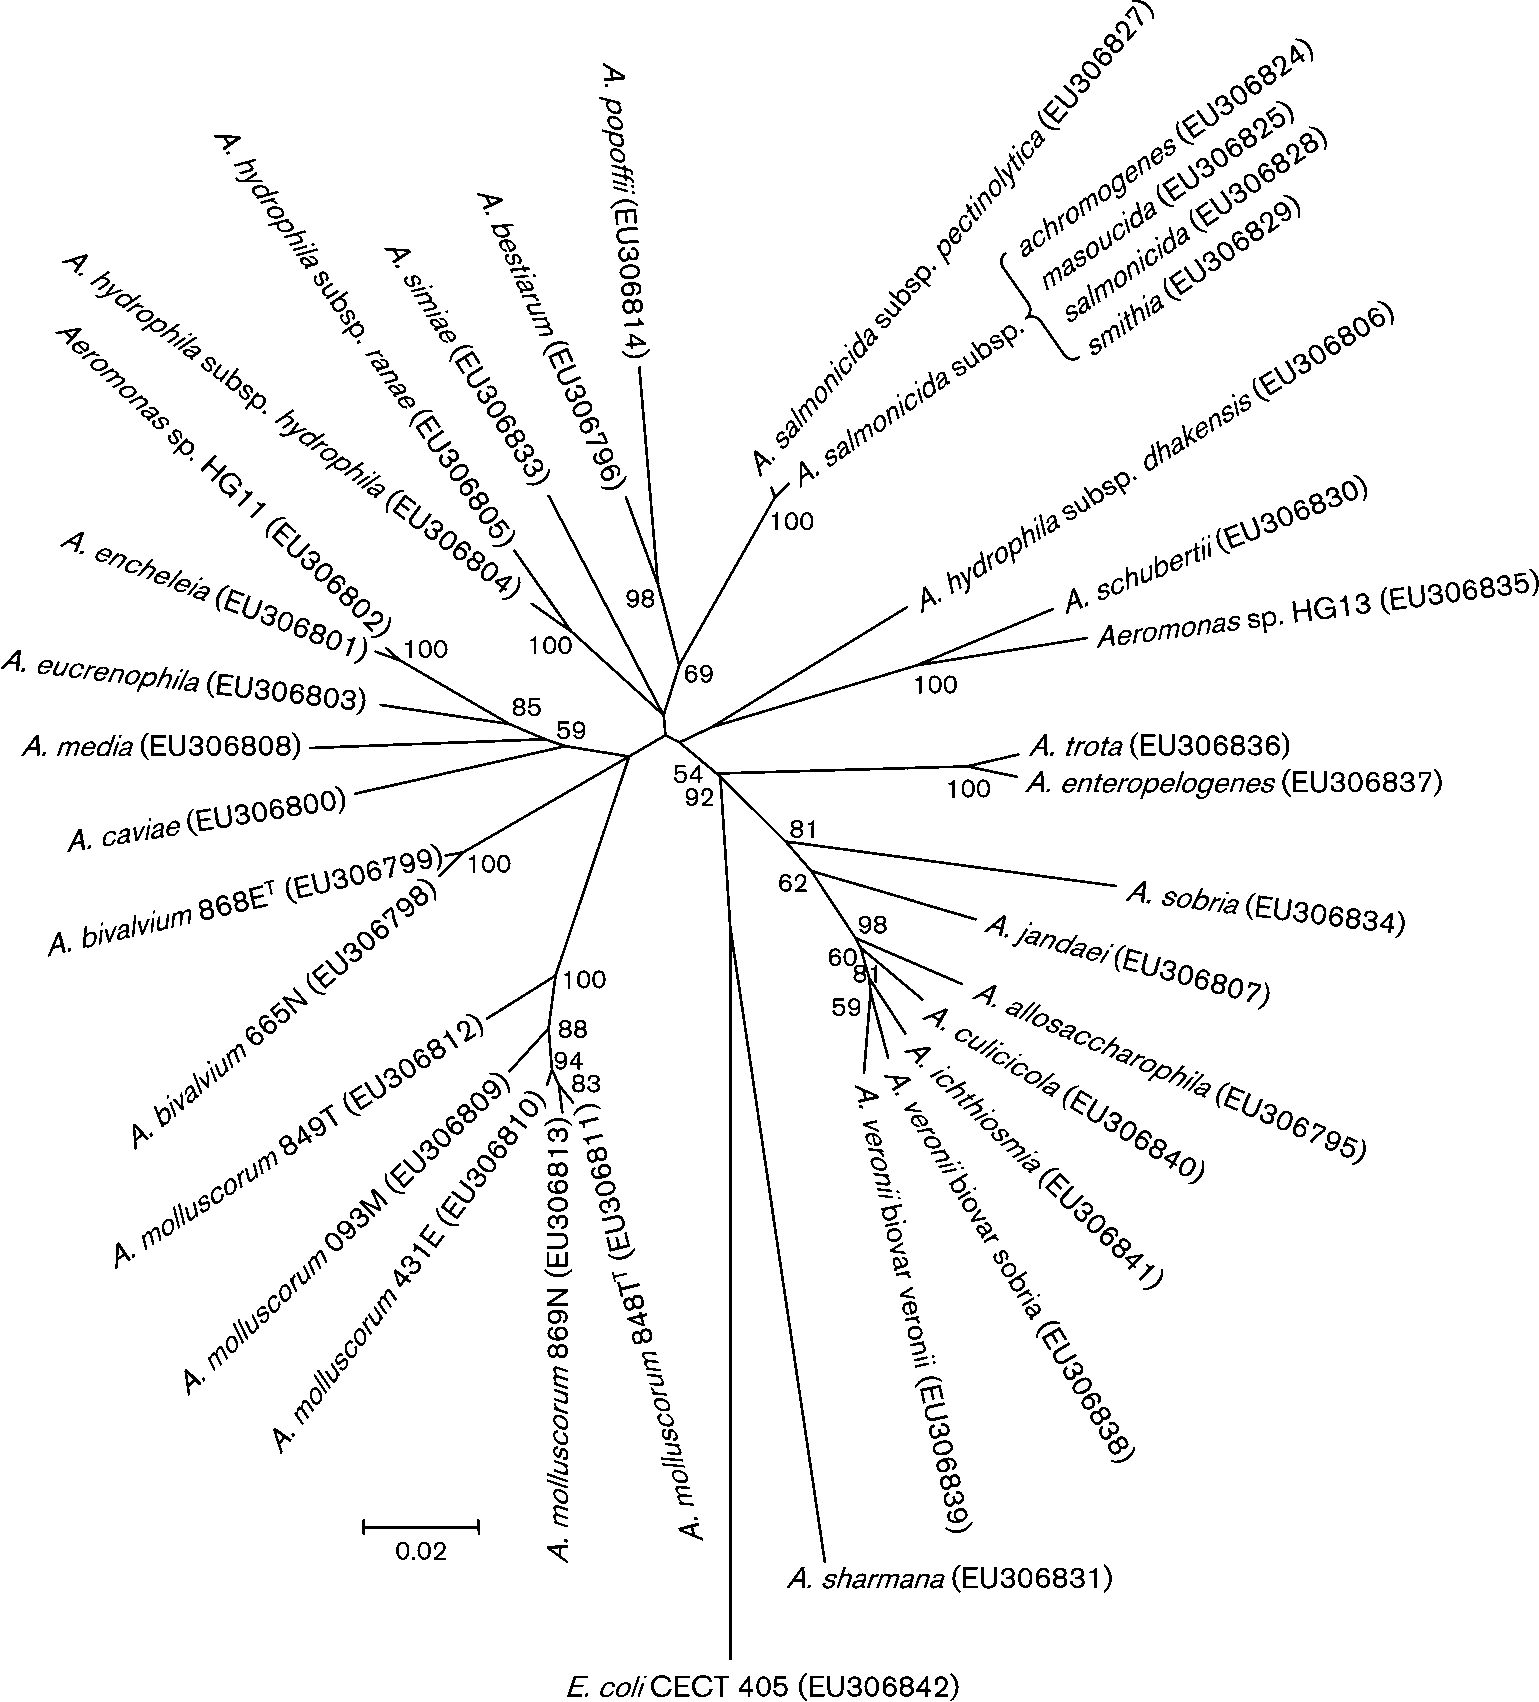 A. popoffii (EU306814)
A. salmonicida subsp. pectinolytica (EU306827)
A. salmonicida subsp.
achromogenes (EU306824)
masoucida (EU306825)
salmonicida (EU306828)
smithia (EU306829)
A. hydrophila subsp. dhakensis (EU306806)
A. schubertii (EU306830)
Aeromonas sp. HG13 (EU306835)
A. trota (EU306836)
A. enteropelogenes (EU306837)
A. sobria (EU306834)
A. jandaei (EU306807)
A. allosaccharophila (EU306795)
A. culicicola (EU306840)
A. ichthiosmia (EU306841)
A. veronii biovar sobria (EU306838)
A. veronii biovar veronii (EU306839)
A. sharmana (EU306831)
E. coli CECT 405 (EU306842)
A. molluscorum 848Tᵀ (EU306811)
A. molluscorum 869N (EU306813)
A. molluscorum 431E (EU306810)
A. molluscorum 093M (EU306809)
A. molluscorum 849T (EU306812)
A. bivalvium 665N (EU306798)
A. bivalvium 868Eᵀ (EU306799)
A. caviae (EU306800)
A. media (EU306808)
A. eucrenophila (EU306803)
A. encheleia (EU306801)
Aeromonas sp. HG11 (EU306802)
A. hydrophila subsp. hydrophila (EU306804)
A. hydrophila subsp. ranae (EU306805)
A. simiae (EU306833)
A. bestiarum (EU306796)
98
69
100
100
100
54
92
81
62
98
60
81
59
100
88
94
83
100
59
85
100
100
0.02